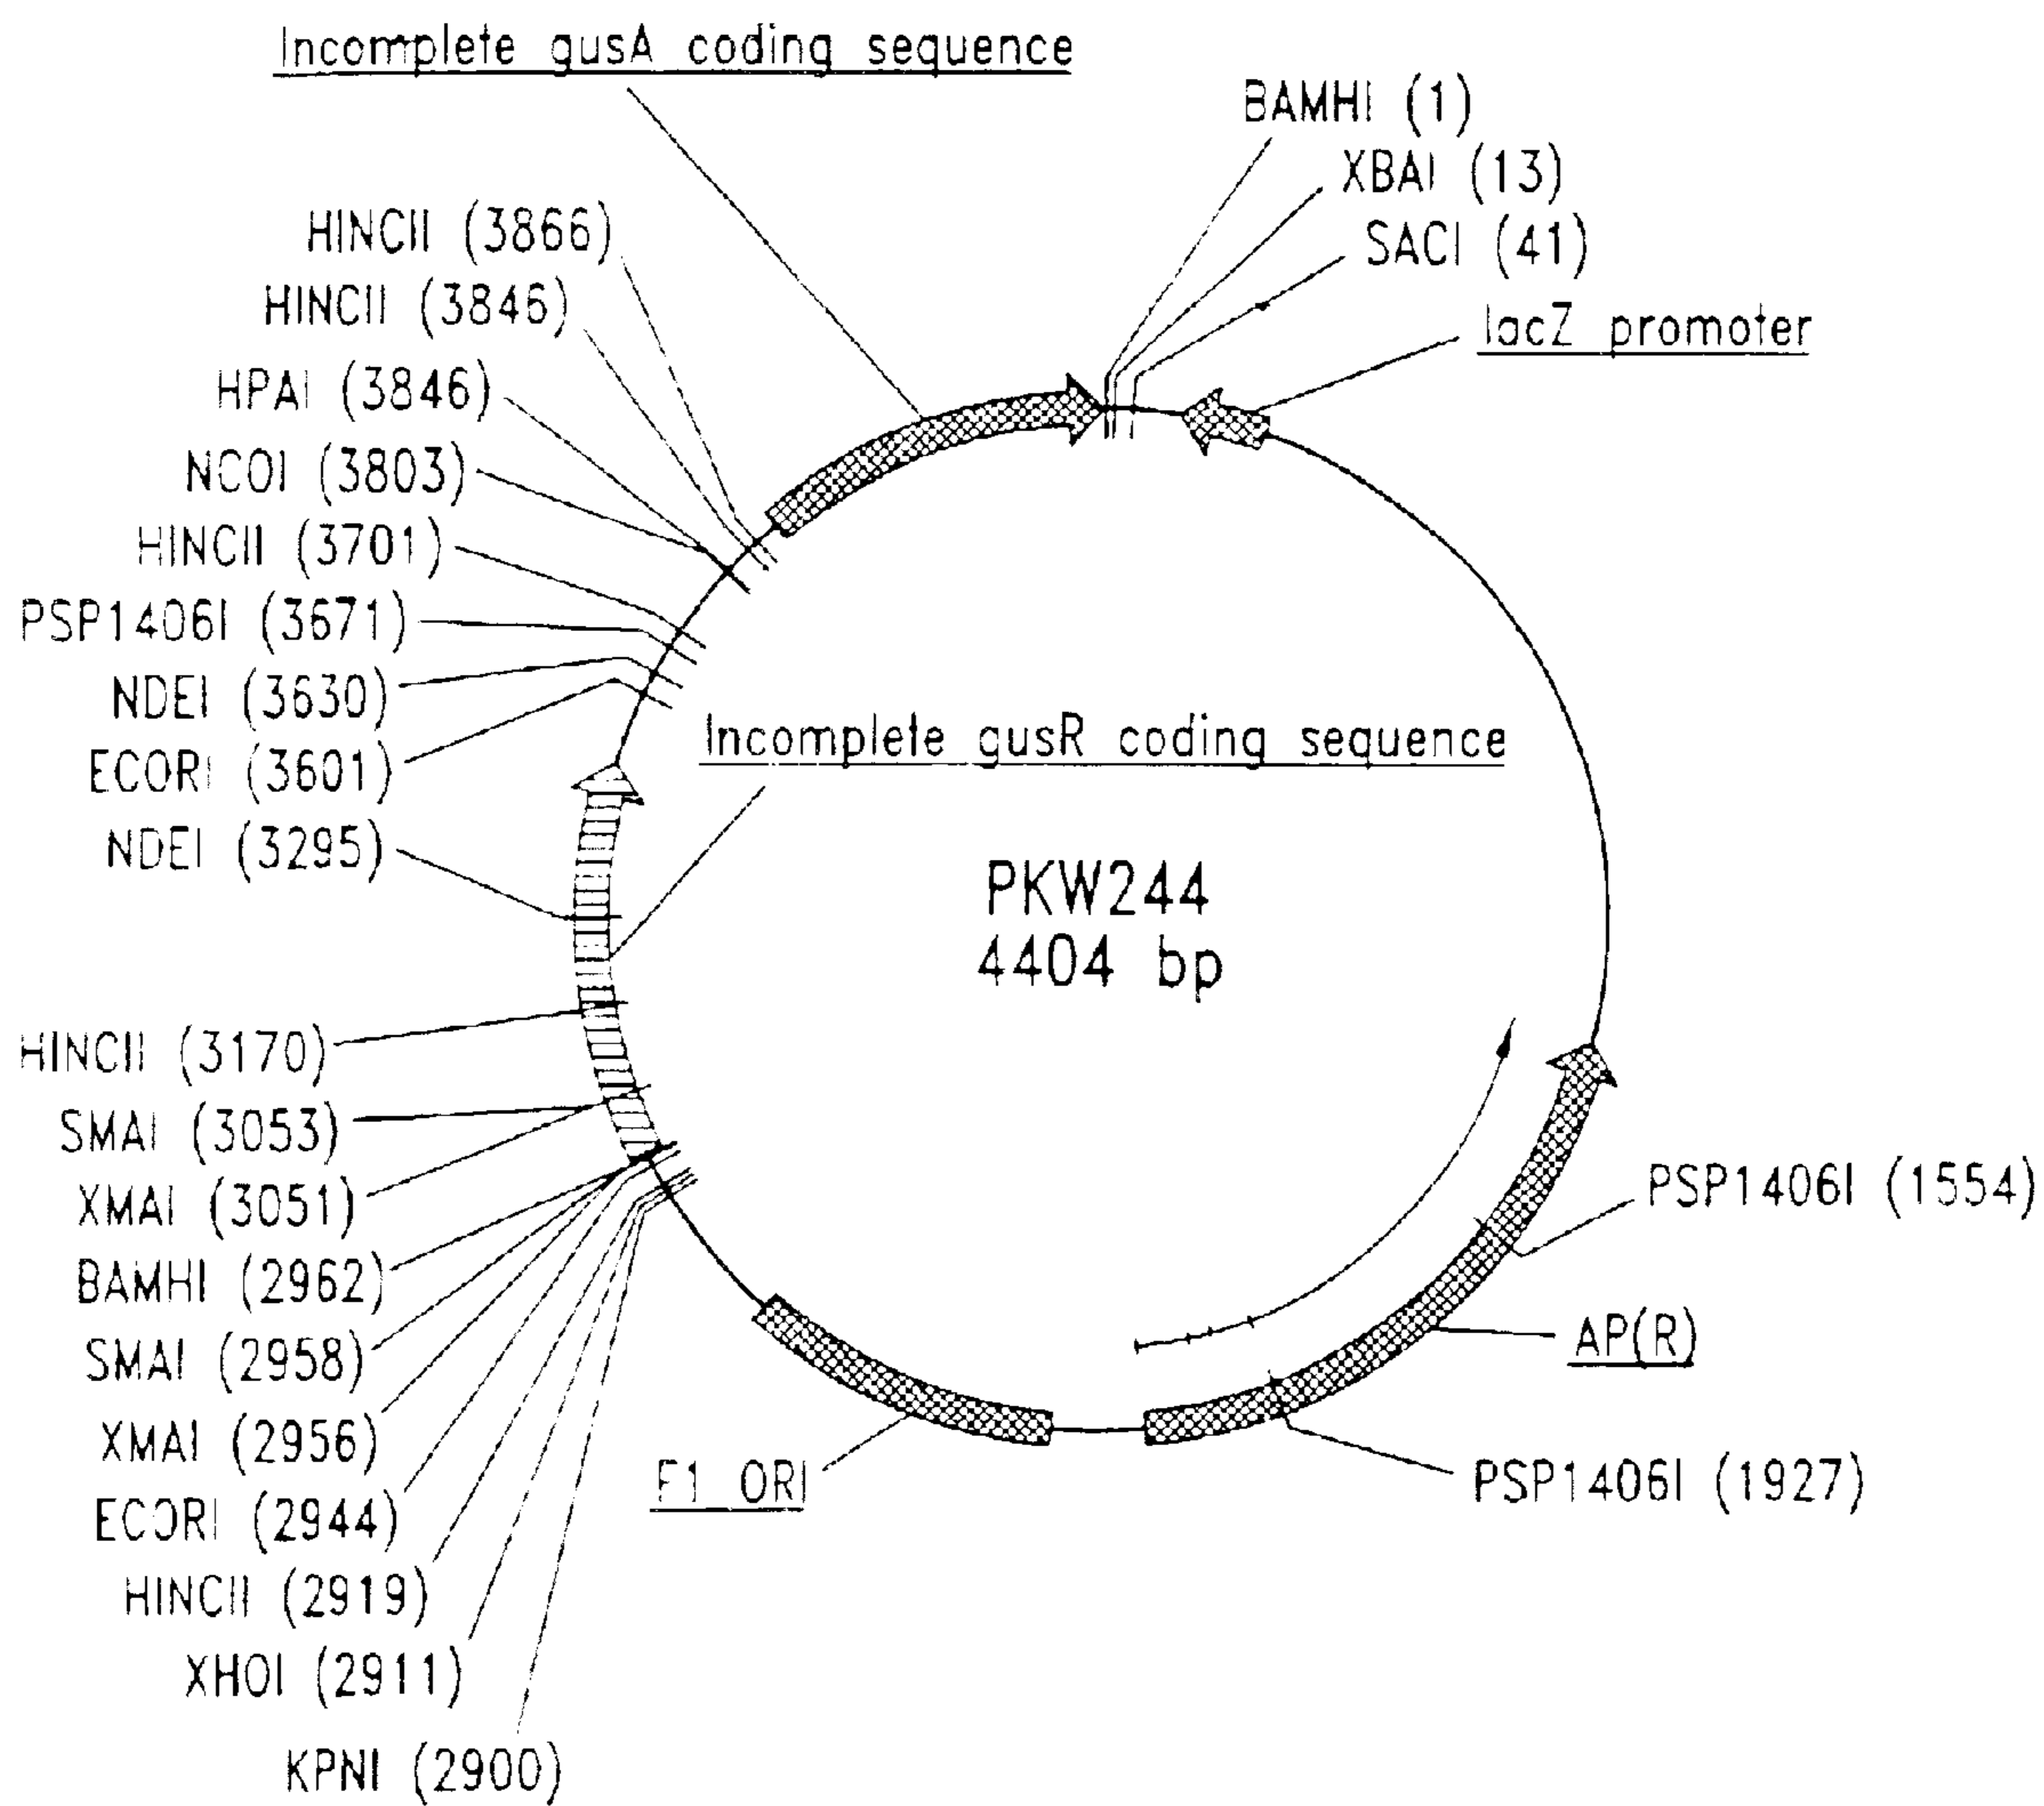 Incomplete gusA coding sequence
BAMHI (1)
XBAI (13)
SACI (41)
lacZ promoter
HINCII (3866)
HINCII (3846)
HPAI (3846)
NCOI (3803)
HINCII (3701)
PSP1406I (3671)
NDEI (3630)
ECORI (3601)
NDEI (3295)
Incomplete gusR coding sequence
PKW244
4404 bp
HINCII (3170)
SMAI (3053)
XMAI (3051)
BAMHI (2962)
SMAI (2958)
XMAI (2956)
ECORI (2944)
HINCII (2919)
XHOI (2911)
KPNI (2900)
F1 ORI
PSP1406I (1554)
AP(R)
PSP1406I (1927)